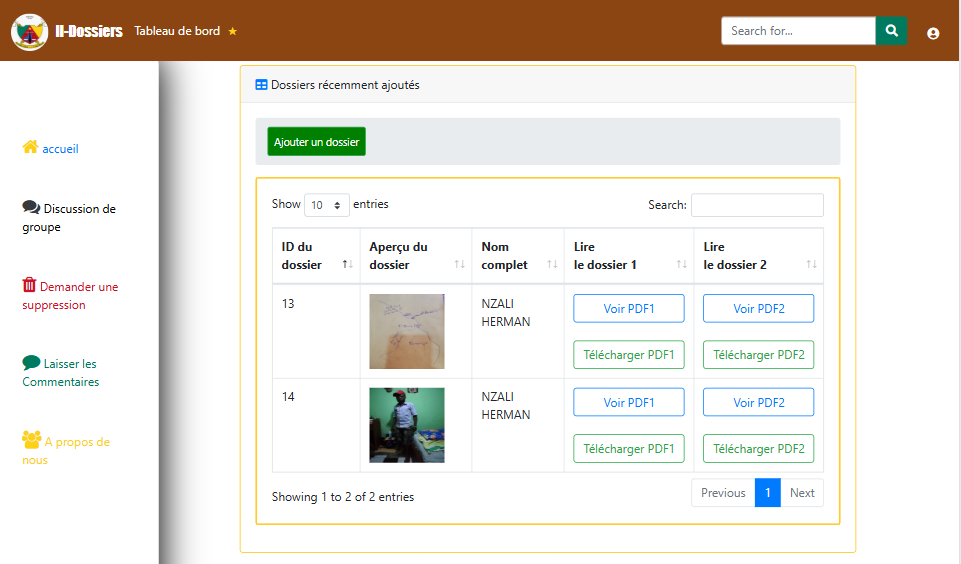 II-Dossiers Tableau de bord Search for...
accueil
Discussion de
groupe
Demander une
suppression
Laisser les
Commentaires
A propos de
nous
Dossiers récemment ajoutés
Ajouter un dossier
Show 10 entries Search:
ID du
dossier
Aperçu du
dossier
Nom
complet
Lire
le dossier 1
Lire
le dossier 2
13
NZALI
HERMAN
Voir PDF1
Voir PDF2
Télécharger PDF1
Télécharger PDF2
14
NZALI
HERMAN
Voir PDF1
Voir PDF2
Télécharger PDF1
Télécharger PDF2
Showing 1 to 2 of 2 entries
Previous 1 Next